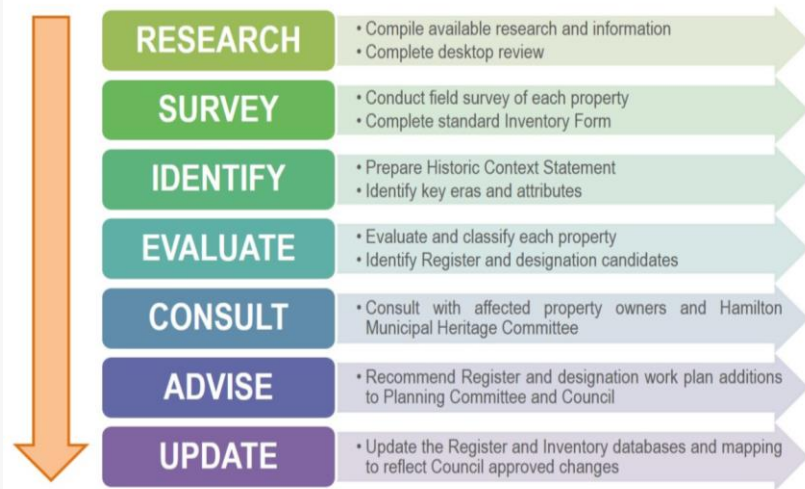 RESEARCH
• Compile available research and information
• Complete desktop review
SURVEY
• Conduct field survey of each property
• Complete standard Inventory Form
IDENTIFY
• Prepare Historic Context Statement
• Identify key eras and attributes
EVALUATE
• Evaluate and classify each property
• Identify Register and designation candidates
CONSULT
• Consult with affected property owners and Hamilton
Municipal Heritage Committee
ADVISE
• Recommend Register and designation work plan additions
to Planning Committee and Council
UPDATE
• Update the Register and Inventory databases and mapping
to reflect Council approved changes